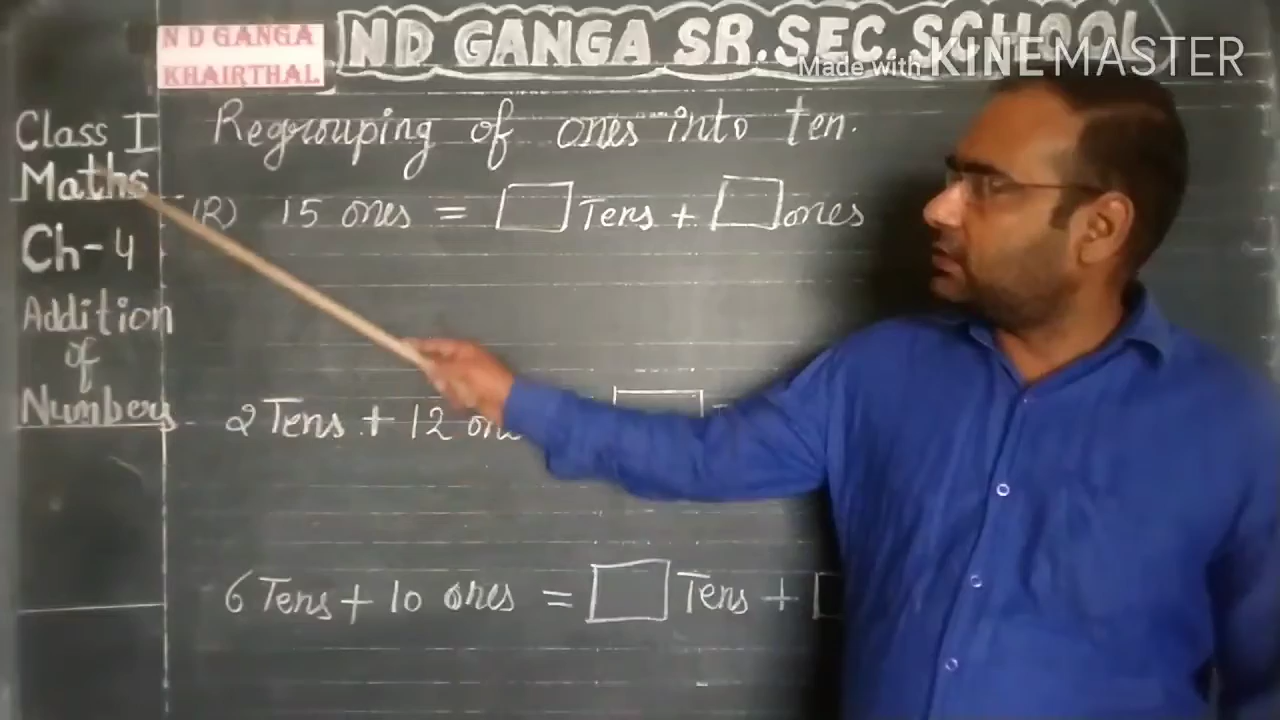 N D GANGA
KHAIRTHAL
ND GANGA SR.SEC.SCHOOL
Made with KINEMASTER
Class I
Maths
Ch-4
Addition
of
Numbers
Regrouping of ones into ten.
(R) 15 ones = Tens + ones
2 Tens + 12
6 Tens + 10 ones = Tens +